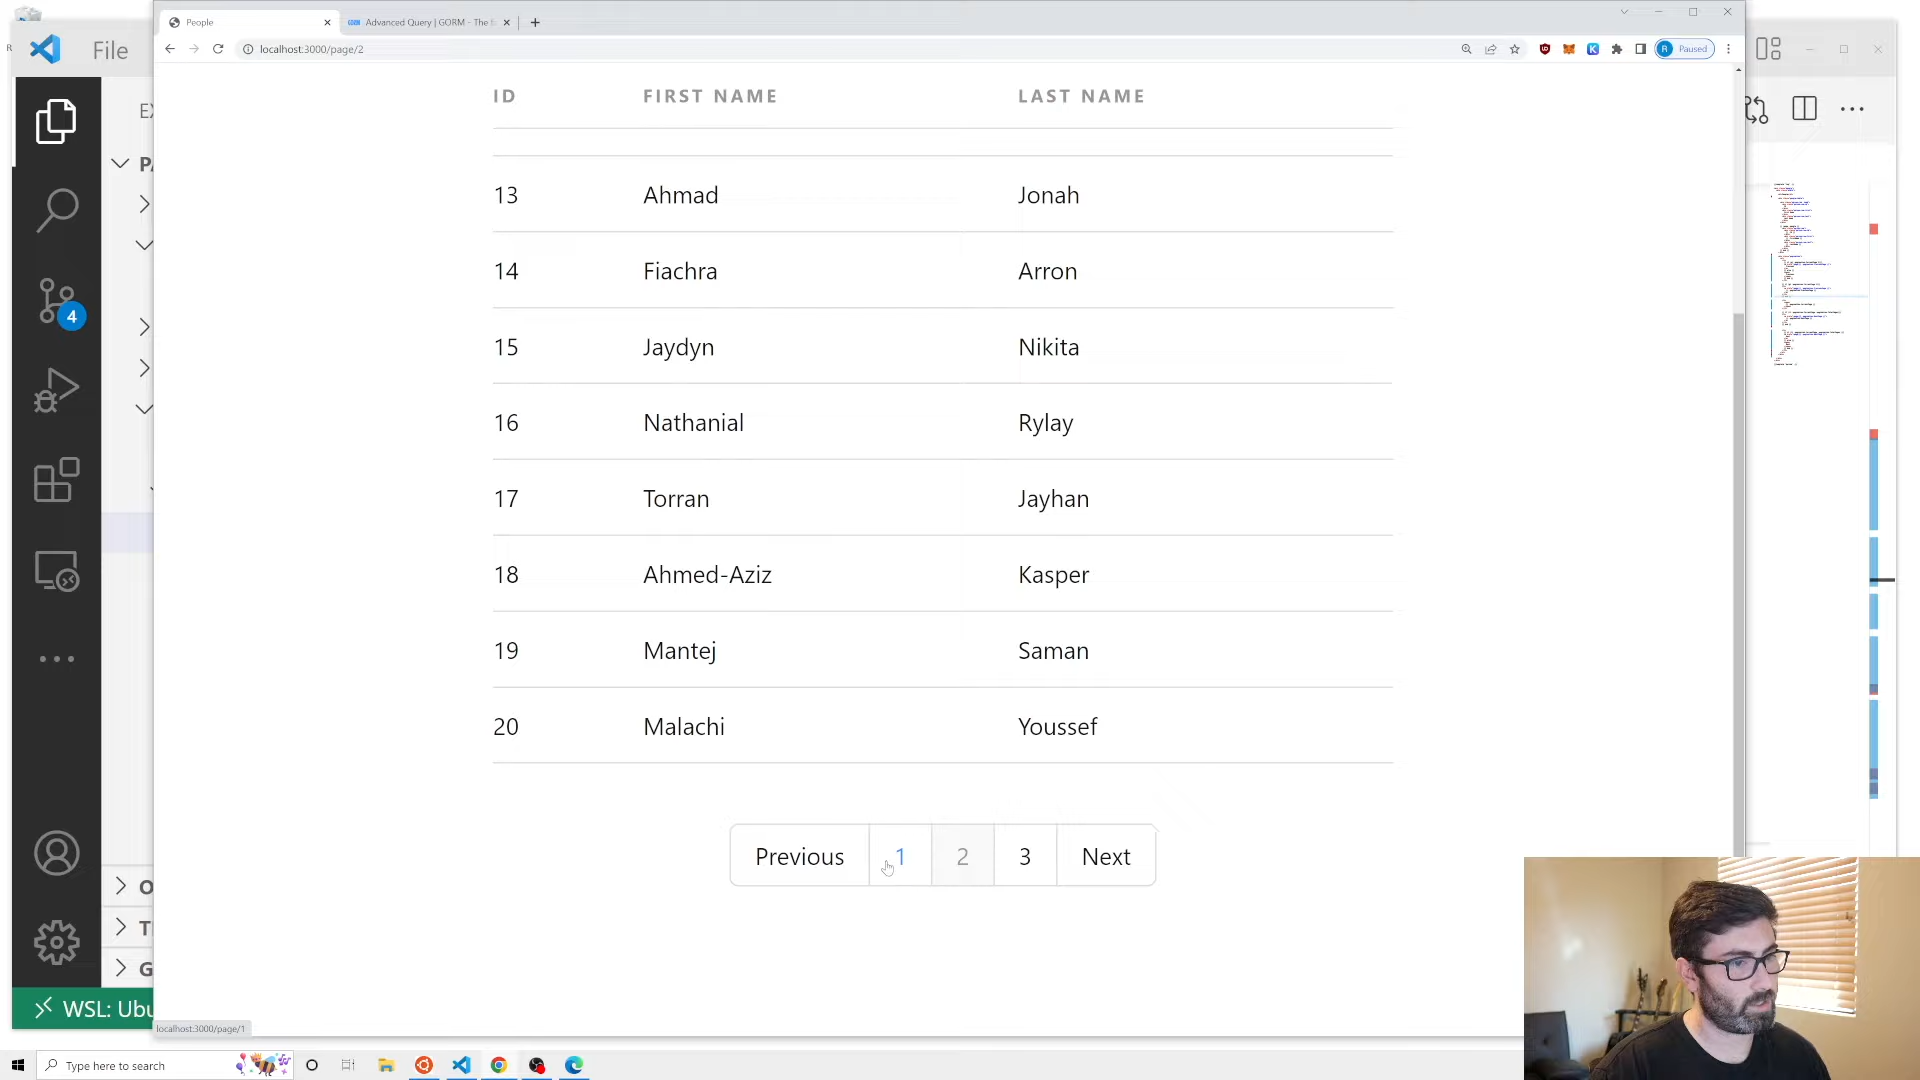 People
Advanced Query | GORM - The
localhost:3000/page/2
R Paused
File
ID FIRST NAME LAST NAME
13 Ahmad Jonah
14 Fiachra Arron
15 Jaydyn Nikita
16 Nathanial Rylay
17 Torran Jayhan
18 Ahmed-Aziz Kasper
19 Mantej Saman
20 Malachi Youssef
4
Previous 1 2 3 Next
O
T
G
WSL: Ubu
localhost:3000/page/1
Type here to search